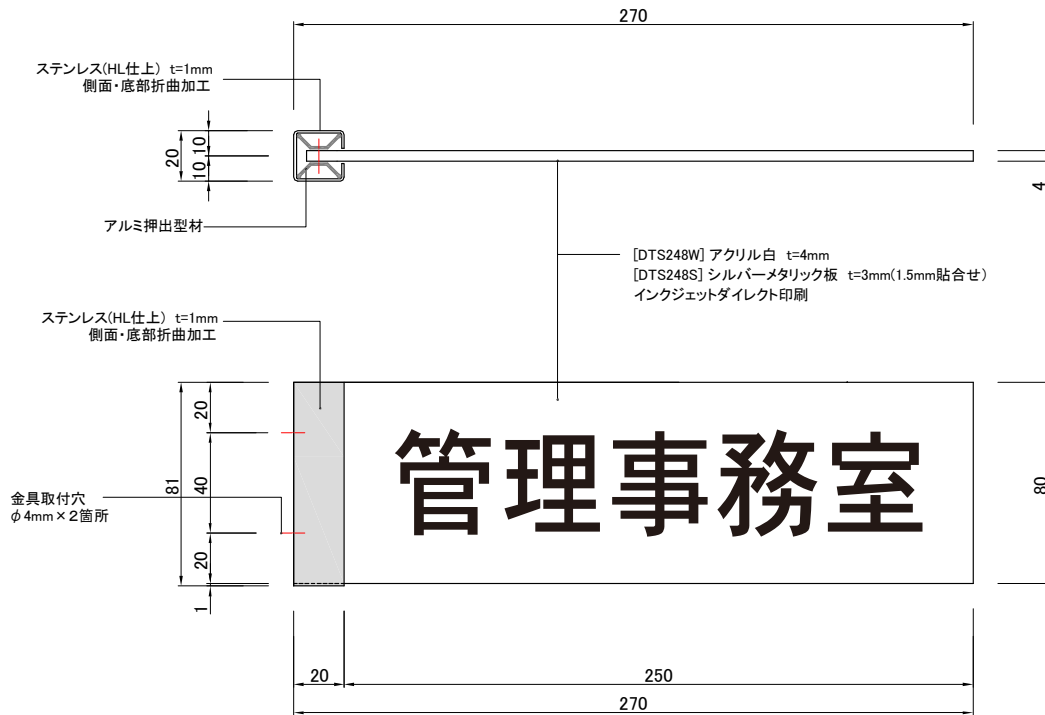 270
ステンレス(HL仕上) t=1mm
側面・底部折曲加工
20
10
10
4
アルミ押出型材
[DTS248W] アクリル白 t=4mm
[DTS248S] シルバーメタリック板 t=3mm(1.5mm貼合せ)
インクジェットダイレクト印刷
ステンレス(HL仕上) t=1mm
側面・底部折曲加工
20
81
40
20
1
80
管理事務室
金具取付穴
φ4mm×2箇所
20
250
270